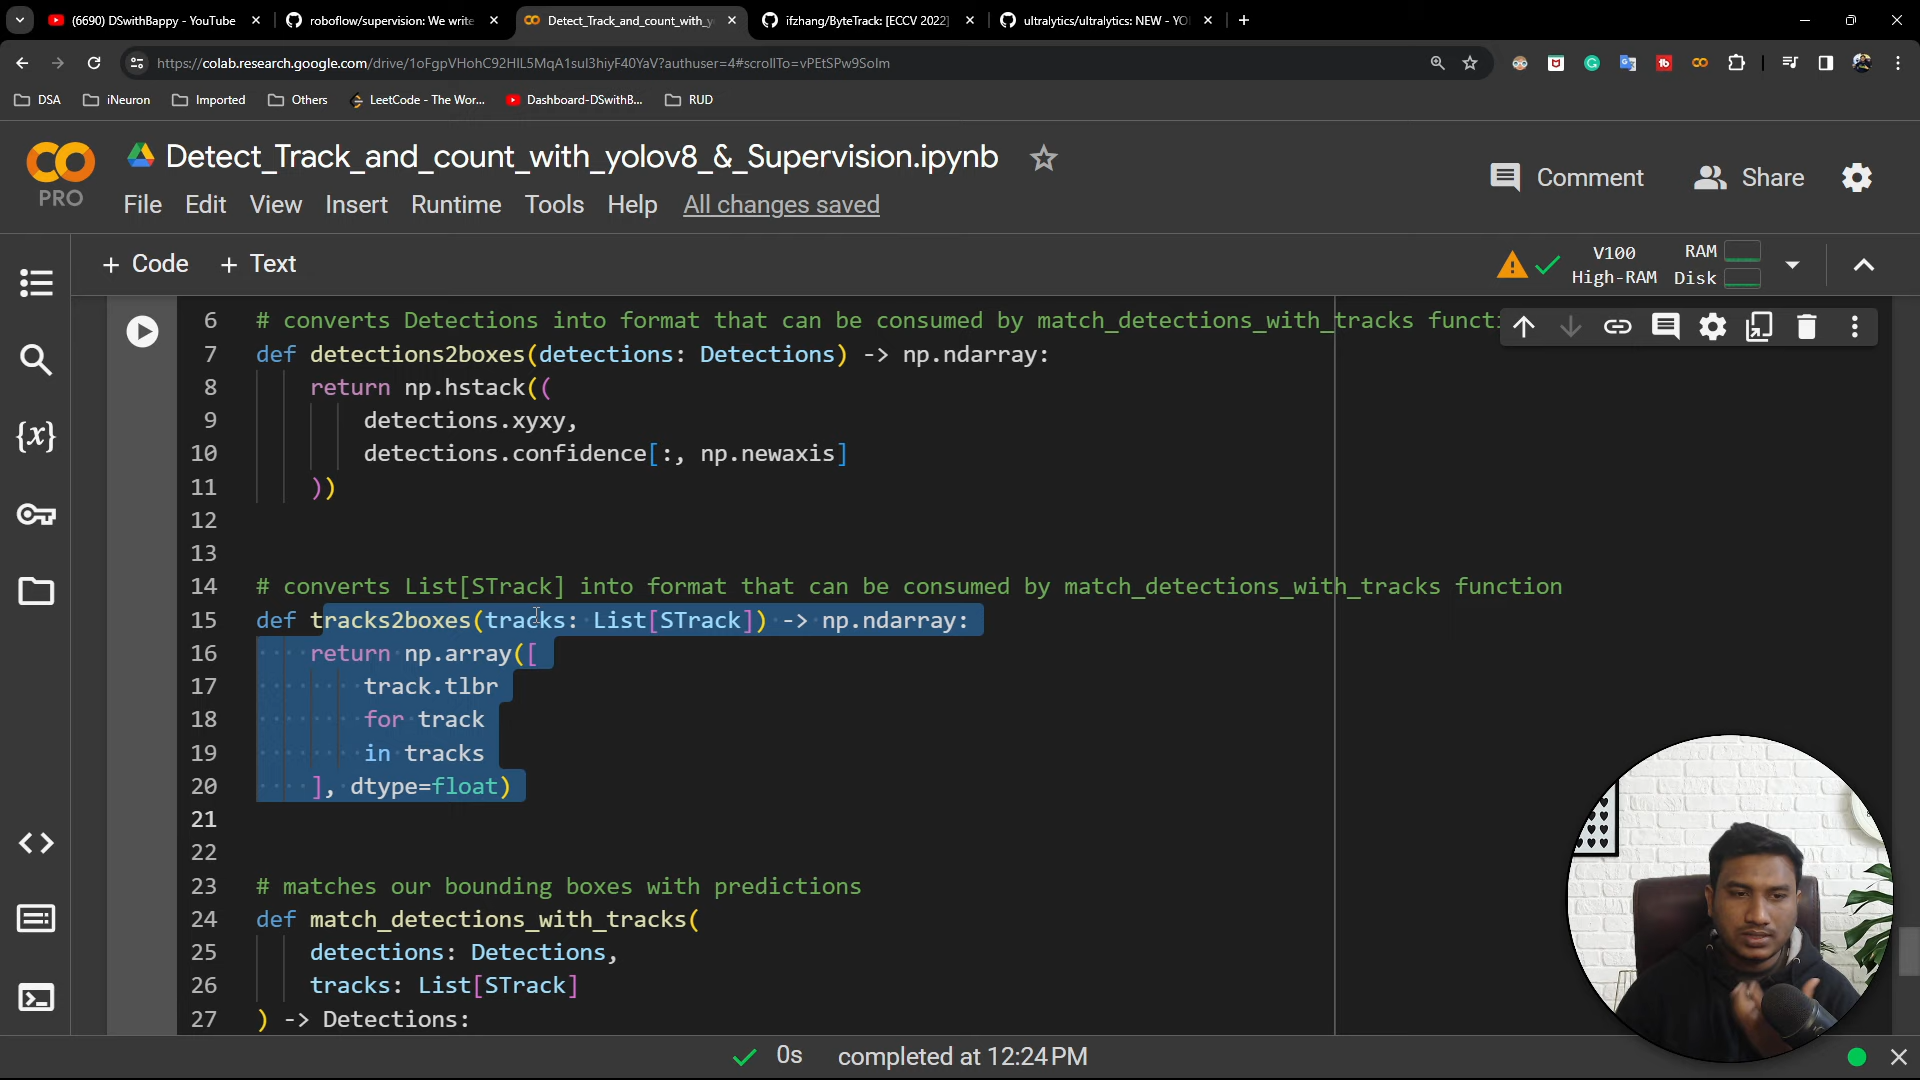 (6690) DSwithBappy - YouTube
roboflow/supervision: We write
Detect_Track_and_count_with_y
ifzhang/ByteTrack: [ECCV 2022]
ultralytics/ultralytics: NEW - YO
https://colab.research.google.com/drive/1oFgpVHohC92HIL5MqA1sul3hiyF40YaV?authuser=4#scrollTo=vPEtSPw9Solm
DSA
iNeuron
Imported
Others
LeetCode - The Wor...
Dashboard-DSwithB...
RUD
Detect_Track_and_count_with_yolov8_&_Supervision.ipynb
PRO
File Edit View Insert Runtime Tools Help All changes saved
Comment
Share
+ Code + Text
V100
High-RAM
RAM
Disk
6 # converts Detections into format that can be consumed by match_detections_with_tracks functi
7 def detections2boxes(detections: Detections) -> np.ndarray:
8 return np.hstack((
9 detections.xyxy,
10 detections.confidence[:, np.newaxis]
11 ))
12
13
14 # converts List[STrack] into format that can be consumed by match_detections_with_tracks function
15 def tracks2boxes(tracks: List[STrack]) -> np.ndarray:
16 return np.array([
17 track.tlbr
18 for track
19 in tracks
20 ], dtype=float)
21
22
23 # matches our bounding boxes with predictions
24 def match_detections_with_tracks(
25 detections: Detections,
26 tracks: List[STrack]
27 ) -> Detections:
0s completed at 12:24 PM